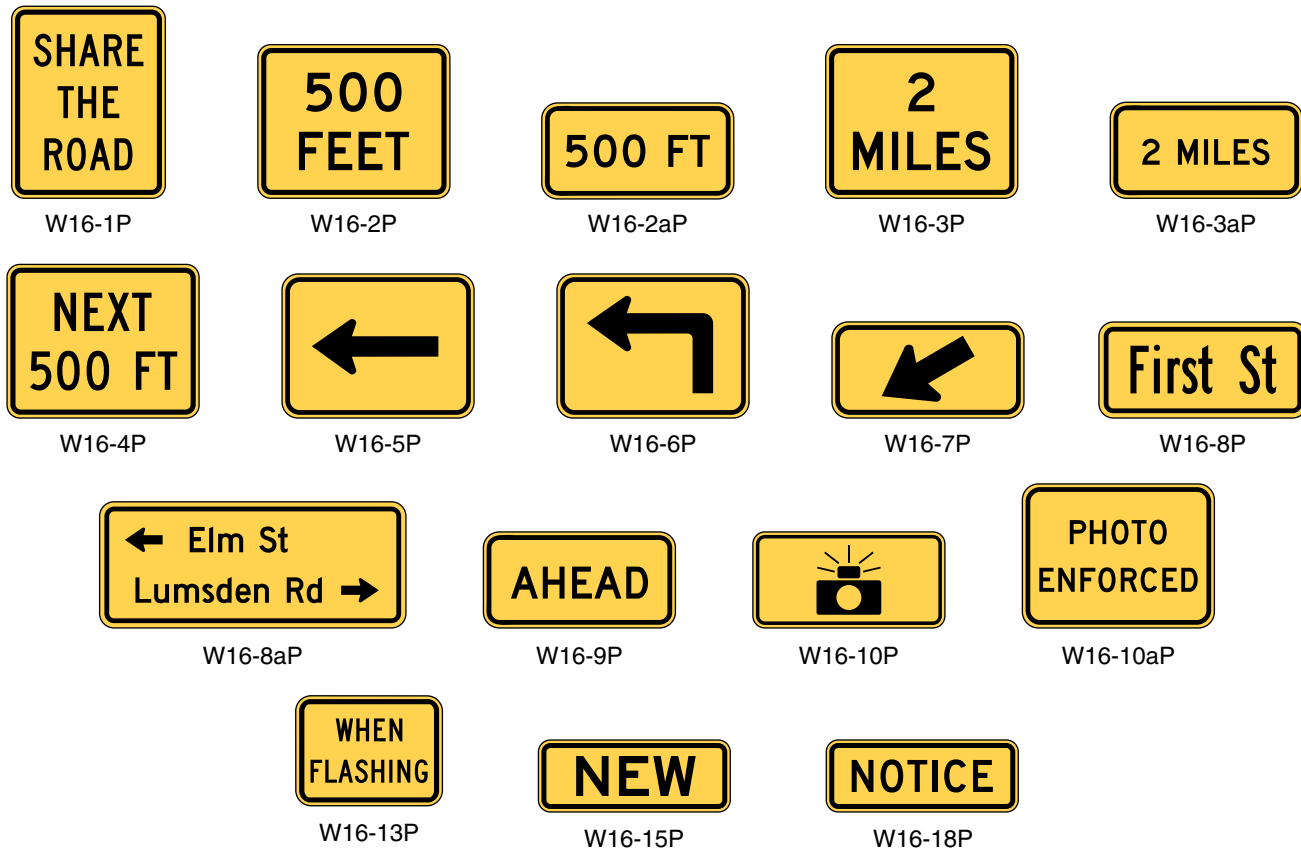 SHARE
THE
ROAD
W16-1P
500
FEET
W16-2P
500 FT
W16-2aP
2
MILES
W16-3P
2 MILES
W16-3aP
NEXT
500 FT
W16-4P
W16-5P
W16-6P
W16-7P
First St
W16-8P
Elm St
Lumsden Rd
W16-8aP
AHEAD
W16-9P
W16-10P
PHOTO
ENFORCED
W16-10aP
WHEN
FLASHING
W16-13P
NEW
W16-15P
NOTICE
W16-18P